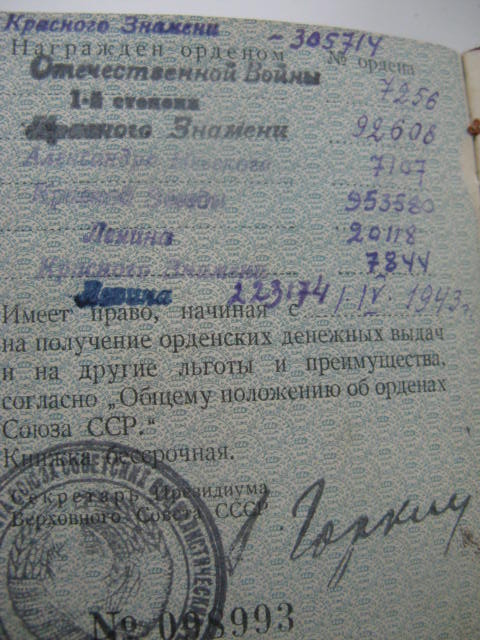 Красного Знамени - 305714
Награжден орденом № ордена
Отечественной Войны 7256
1-й степени
Красного Знамени 92608
Александра Невского 7107
Красной Звезды 953580
Ленина 20118
Красного Знамени 7844
Ленина 223174
Имеет право, начиная с 1.IV.1943г.
на получение орденских денежных выдач
и на другие льготы и преимущества,
согласно „Общему положению об орденах
Союза ССР.“
Книжка бессрочная.
Секретарь Президиума
Верховного Совета СССР Горкин
№ 098993